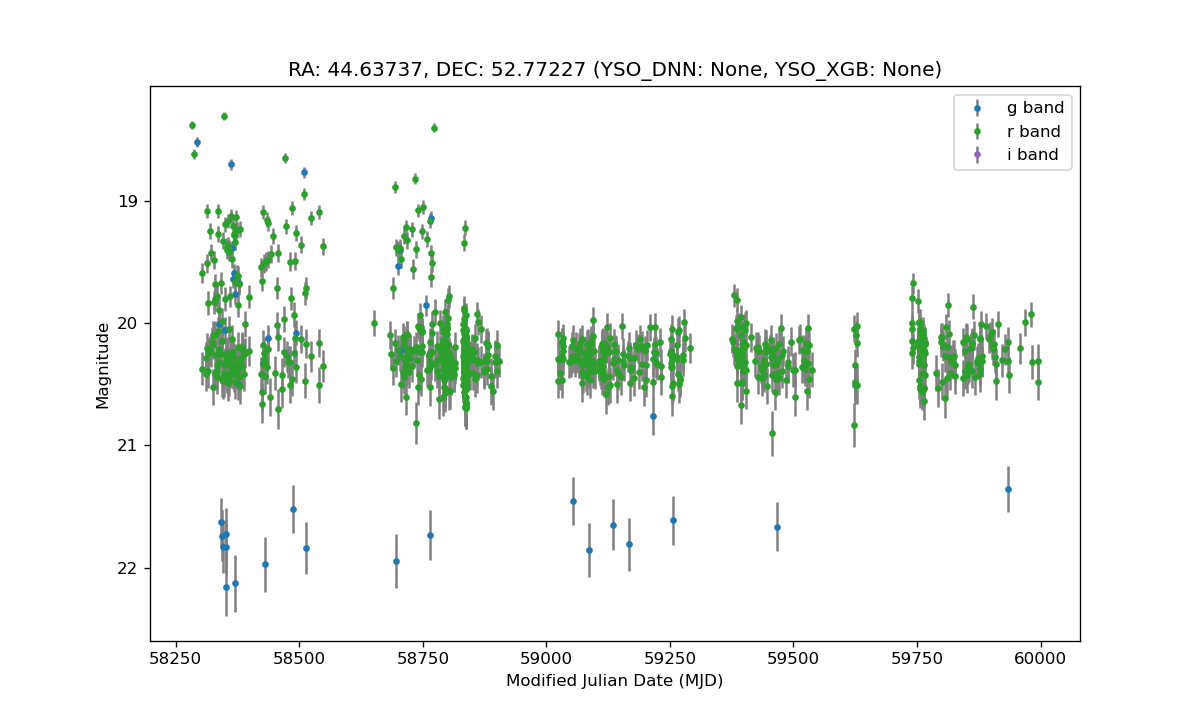 RA: 44.63737, DEC: 52.77227 (YSO_DNN: None, YSO_XGB: None)
g band
r band
i band
19
20
21
22
Magnitude
58250 58500 58750 59000 59250 59500 59750 60000
Modified Julian Date (MJD)